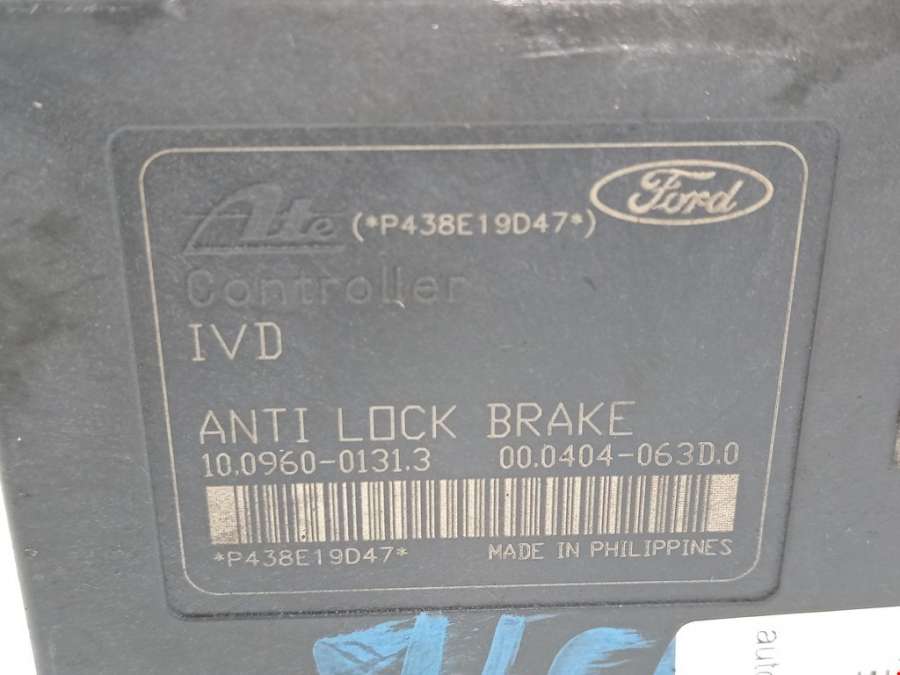 Ate (*P438E19D47*) Ford
Controller
IVD
ANTI LOCK BRAKE
10.0960-0131.3 00.0404-063D.0
*P438E19D47* MADE IN PHILIPPINES
auto